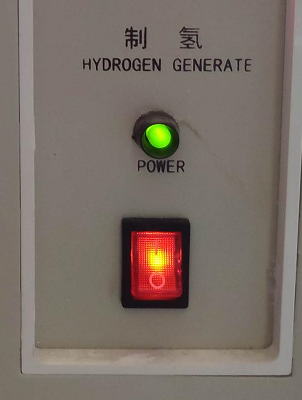 制 氢
HYDROGEN GENERATE
POWER